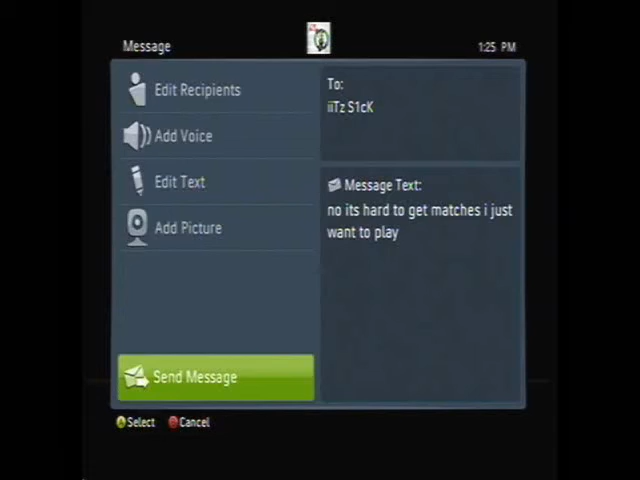 Message
1:25 PM
Edit Recipients
Add Voice
Edit Text
Add Picture
Send Message
To:
iiTz S1cK
Message Text:
no its hard to get matches i just
want to play
Select
Cancel